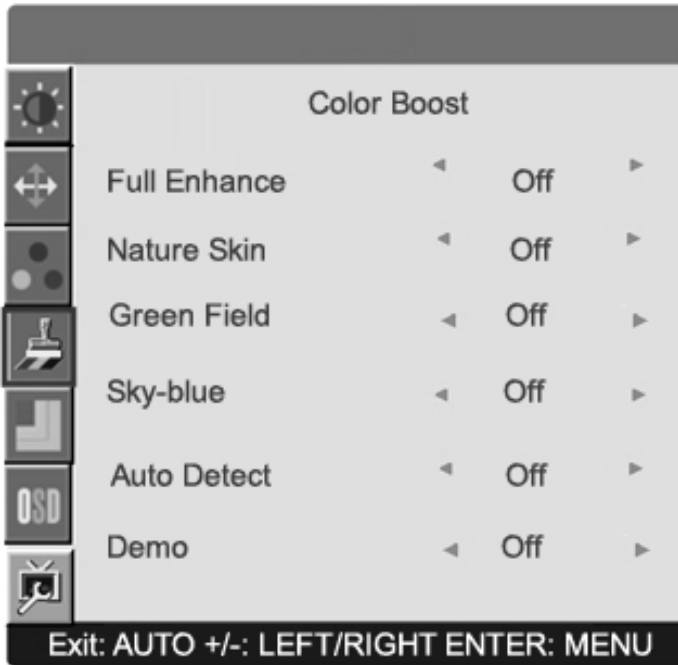 Color Boost
Full Enhance Off
Nature Skin Off
Green Field Off
Sky-blue Off
Auto Detect Off
Demo Off
OSD
Exit: AUTO +/-: LEFT/RIGHT ENTER: MENU